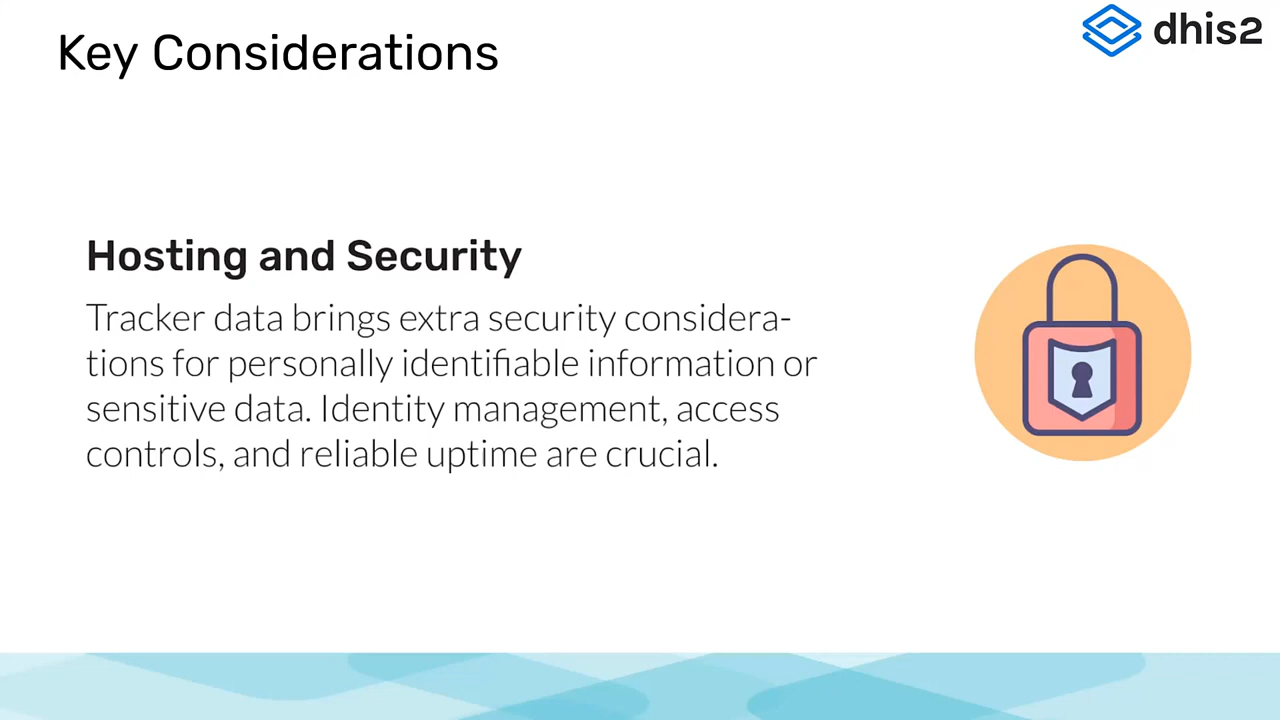 Key Considerations
dhis2
Hosting and Security
Tracker data brings extra security considera-
tions for personally identifiable information or
sensitive data. Identity management, access
controls, and reliable uptime are crucial.